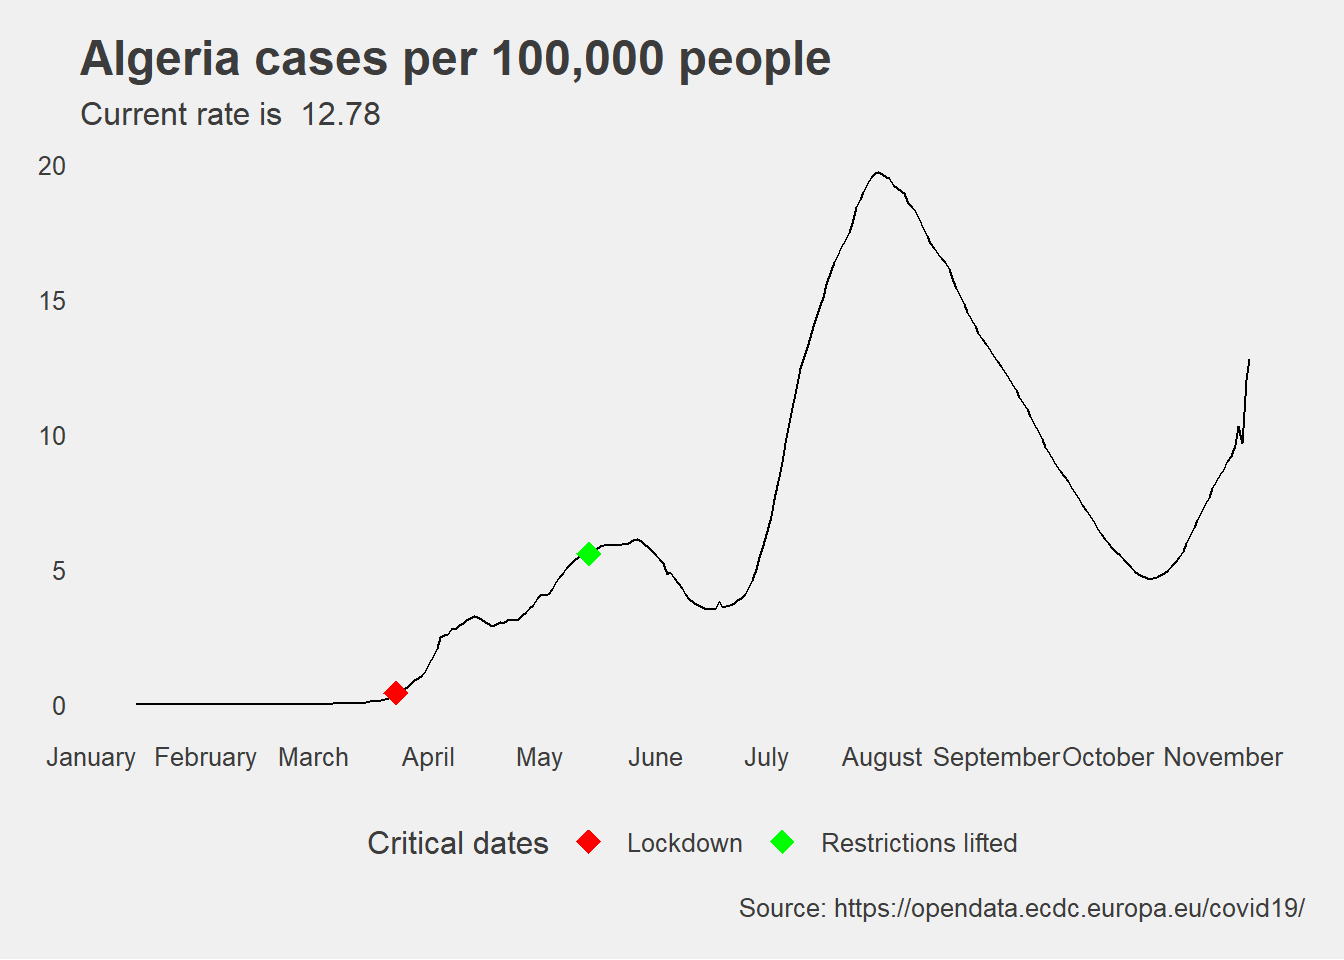 Algeria cases per 100,000 people
Current rate is  12.78
20
15
10
5
0
January February March April May June July August September October November
Critical dates Lockdown Restrictions lifted
Source: https://opendata.ecdc.europa.eu/covid19/